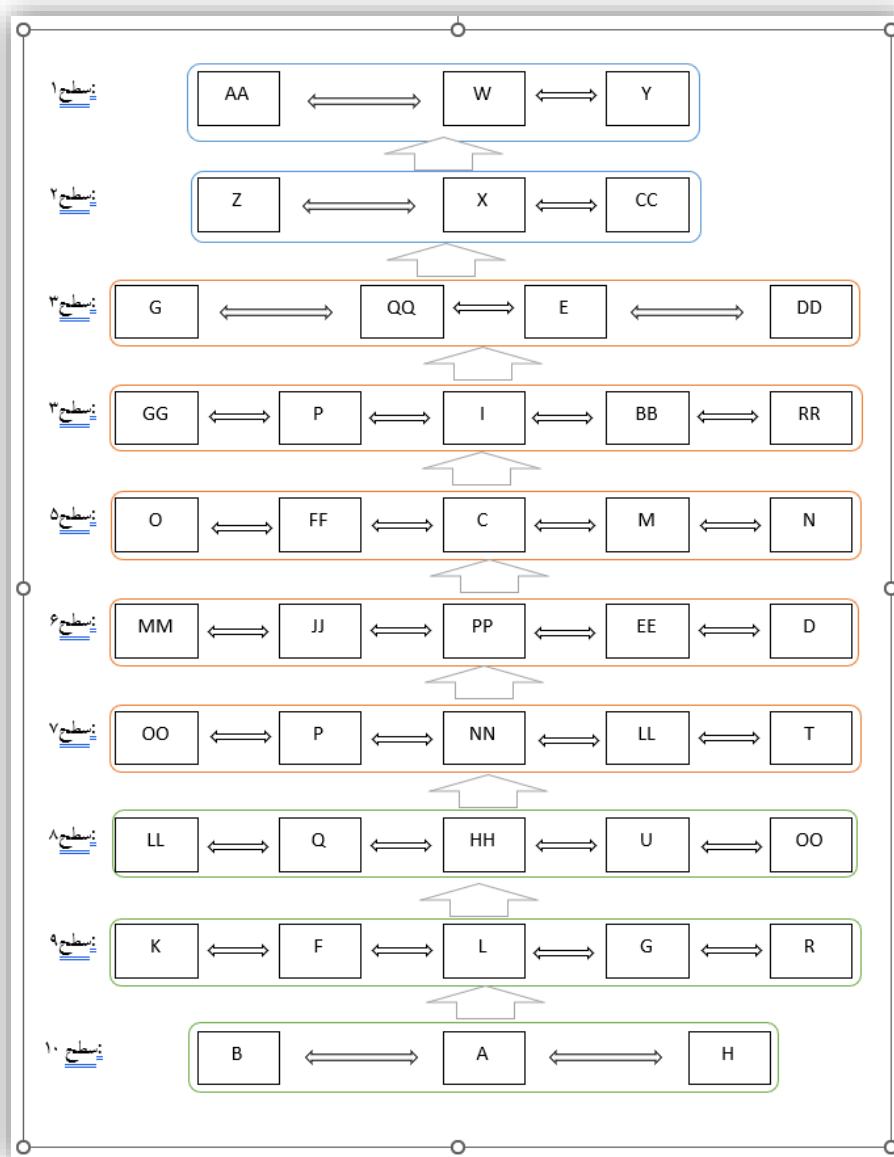 سطح۱:
AA W Y
سطح۲:
Z X CC
سطح۳:
G QQ E DD
سطح۳:
GG P I BB RR
سطح۵:
O FF C M N
سطح۶:
MM JJ PP EE D
سطح۷:
OO P NN LL T
سطح۸:
LL Q HH U OO
سطح۹:
K F L G R
سطح ۱۰:
B A H